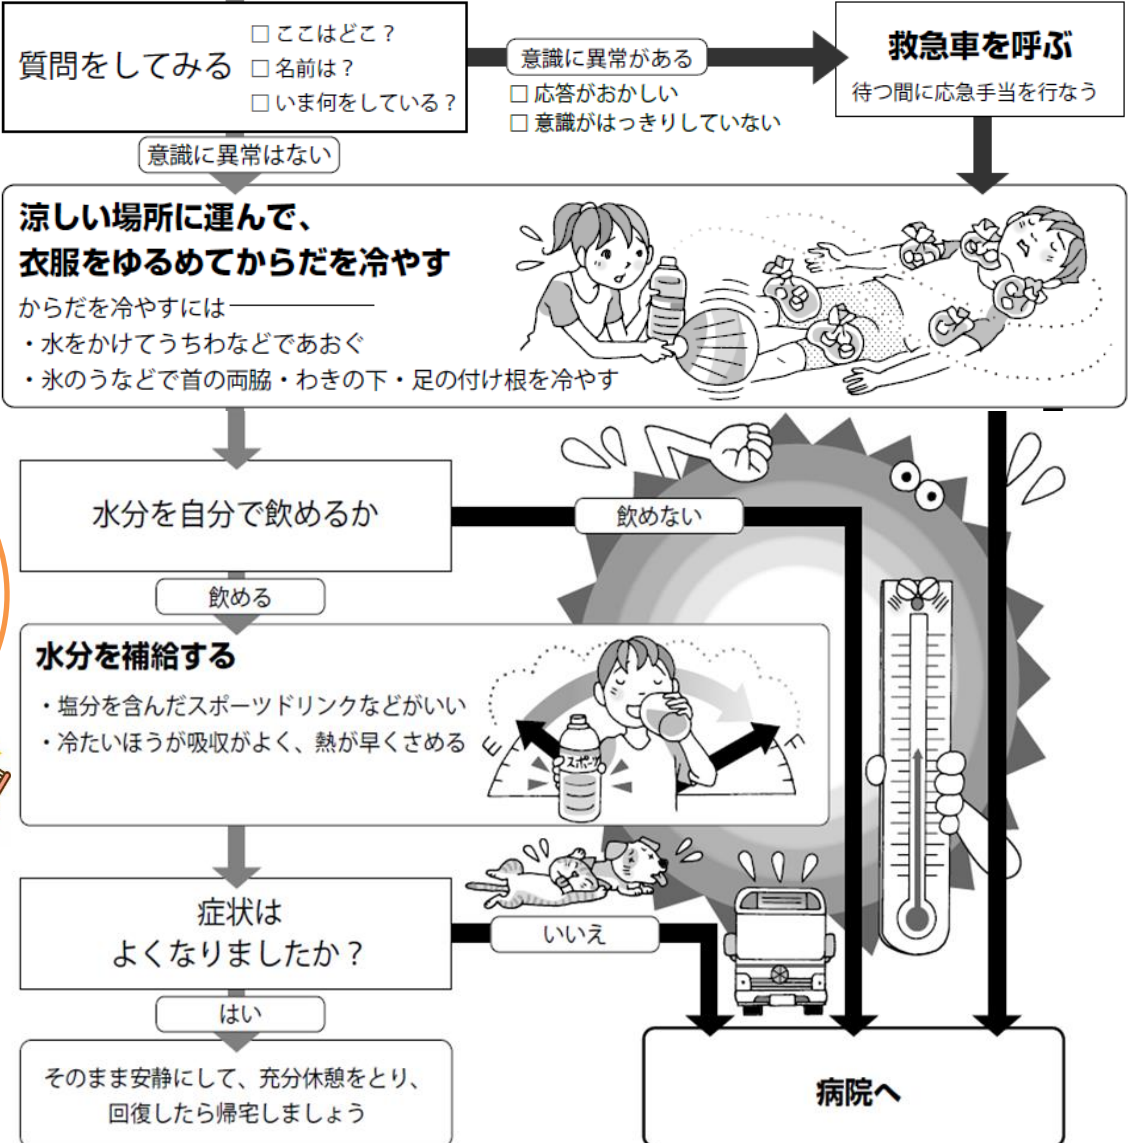 質問をしてみる
□ ここはどこ？
□ 名前は？
□ いま何をしている？
意識に異常がある
□ 応答がおかしい
□ 意識がはっきりしていない
救急車を呼ぶ
待つ間に応急手当を行なう
意識に異常はない
涼しい場所に運んで、
衣服をゆるめてからだを冷やす
からだを冷やすには
・水をかけてうちわなどであおぐ
・氷のうなどで首の両脇・わきの下・足の付け根を冷やす
水分を自分で飲めるか
飲めない
飲める
水分を補給する
・塩分を含んだスポーツドリンクなどがいい
・冷たいほうが吸収がよく、熱が早くさめる
E
F
スポーツ
症状は
よくなりましたか？
いいえ
はい
そのまま安静にして、充分休憩をとり、
回復したら帰宅しましょう
病院へ